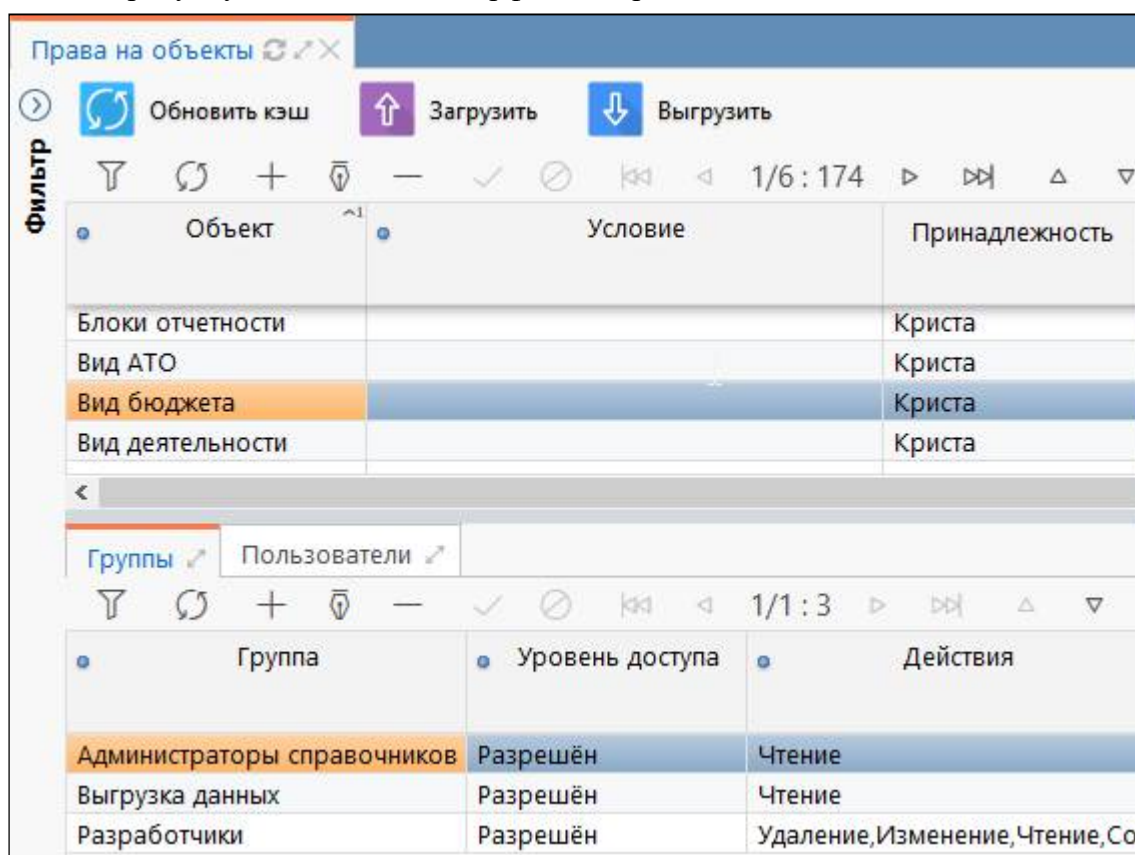 Права на объекты
Фильтр
Обновить кэш Загрузить Выгрузить
1/6 : 174
Объект ^1 Условие Принадлежность
Блоки отчетности Криста
Вид АТО Криста
Вид бюджета Криста
Вид деятельности Криста
Группы Пользователи
1/1 : 3
Группа Уровень доступа Действия
Администраторы справочников Разрешён Чтение
Выгрузка данных Разрешён Чтение
Разработчики Разрешён Удаление,Изменение,Чтение,Со